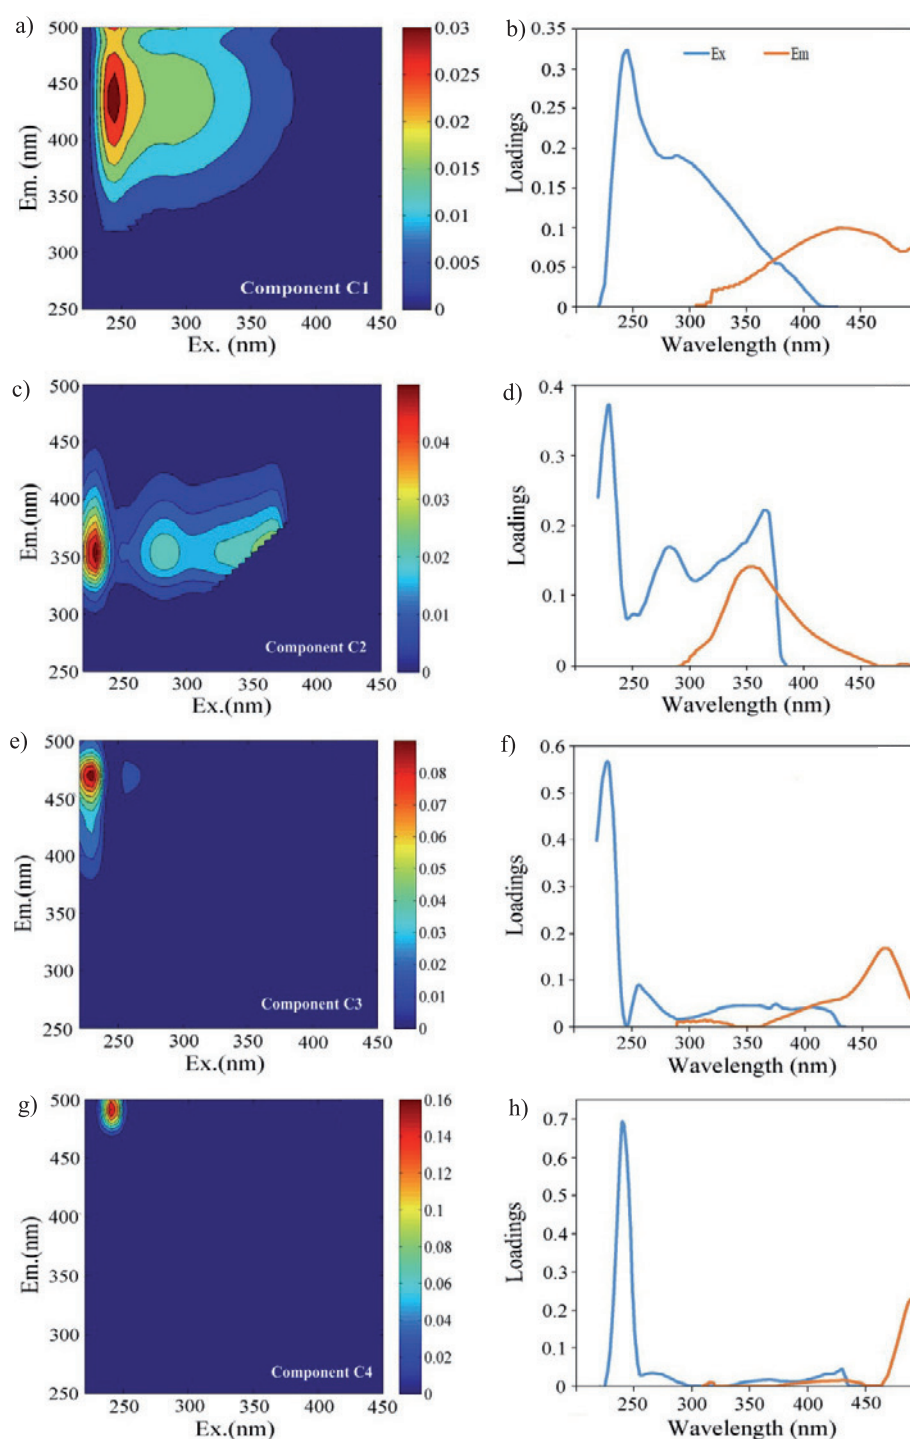 a)
500
450
400
350
300
250
Em. (nm)
250 300 350 400 450
Ex. (nm)
Component C1
0.03
0.025
0.02
0.015
0.01
0.005
0
b)
Ex Em
0.35
0.3
0.25
0.2
0.15
0.1
0.05
0
Loadings
250 300 350 400 450
Wavelength (nm)
c)
500
450
400
350
300
250
Em.(nm)
250 300 350 400 450
Ex.(nm)
Component C2
0.04
0.03
0.02
0.01
0
d)
0.4
0.3
0.2
0.1
0
Loadings
250 300 350 400 450
Wavelength (nm)
e)
500
450
400
350
300
250
Em.(nm)
250 300 350 400 450
Ex.(nm)
Component C3
0.08
0.07
0.06
0.05
0.04
0.03
0.02
0.01
0
f)
0.6
0.5
0.4
0.3
0.2
0.1
0
Loadings
250 300 350 400 450
Wavelength (nm)
g)
500
450
400
350
300
250
Em.(nm)
250 300 350 400 450
Ex.(nm)
Component C4
0.16
0.14
0.12
0.10
0.08
0.06
0.04
0.02
0
h)
0.7
0.6
0.5
0.4
0.3
0.2
0.1
0
Loadings
250 300 350 400 450
Wavelength (nm)